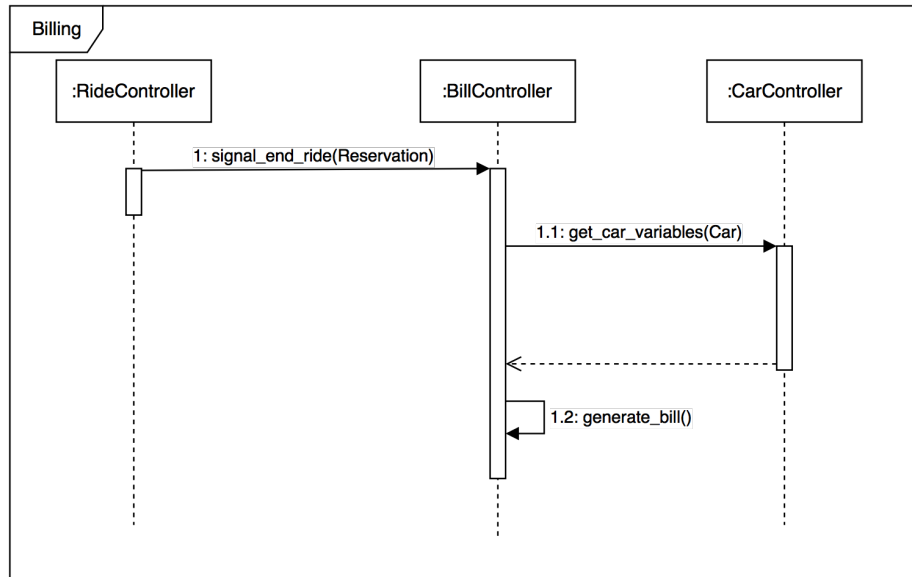 Billing
:RideController
:BillController
:CarController
1: signal_end_ride(Reservation)
1.1: get_car_variables(Car)
1.2: generate_bill()